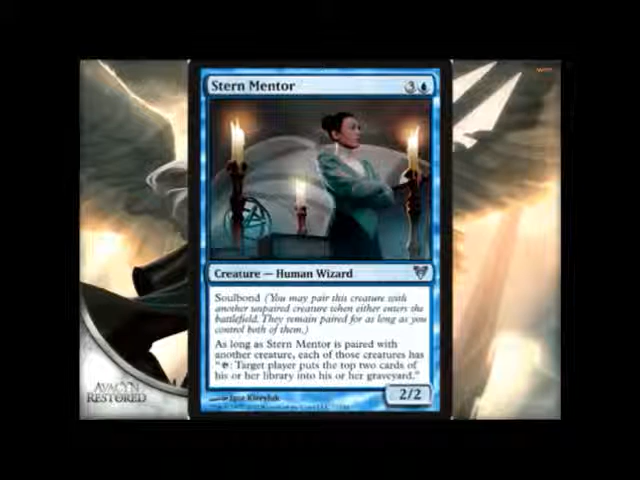 Stern Mentor
3
Creature — Human Wizard
Soulbond (You may pair this creature with
another unpaired creature when either enters the
battlefield. They remain paired for as long as you
control both of them.)
As long as Stern Mentor is paired with
another creature, each of those creatures has
": Target player puts the top two cards of
his or her library into his or her graveyard."
2/2
Igor Kieryluk
AVACYN
RESTORED